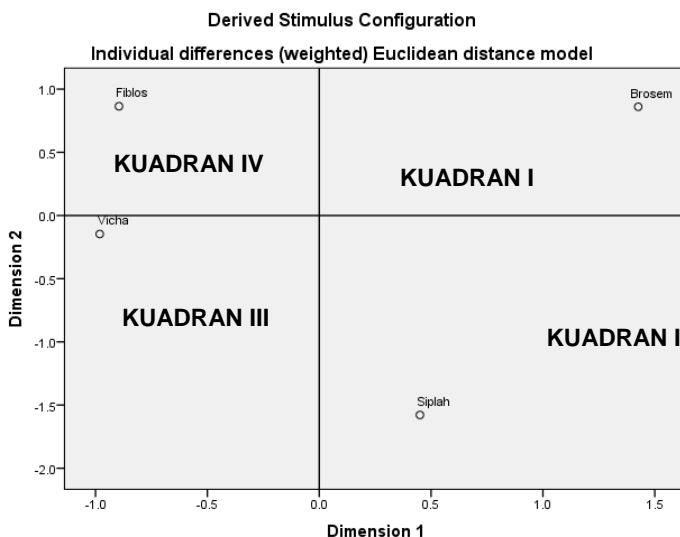 Derived Stimulus Configuration
Individual differences (weighted) Euclidean distance model
Fiblos
Brosem
KUADRAN IV
KUADRAN I
Vicha
KUADRAN III
KUADRAN I
Siplah
Dimension 2
1.0
0.5
0.0
-0.5
-1.0
-1.5
-2.0
-1.0
-0.5
0.0
0.5
1.0
1.5
Dimension 1